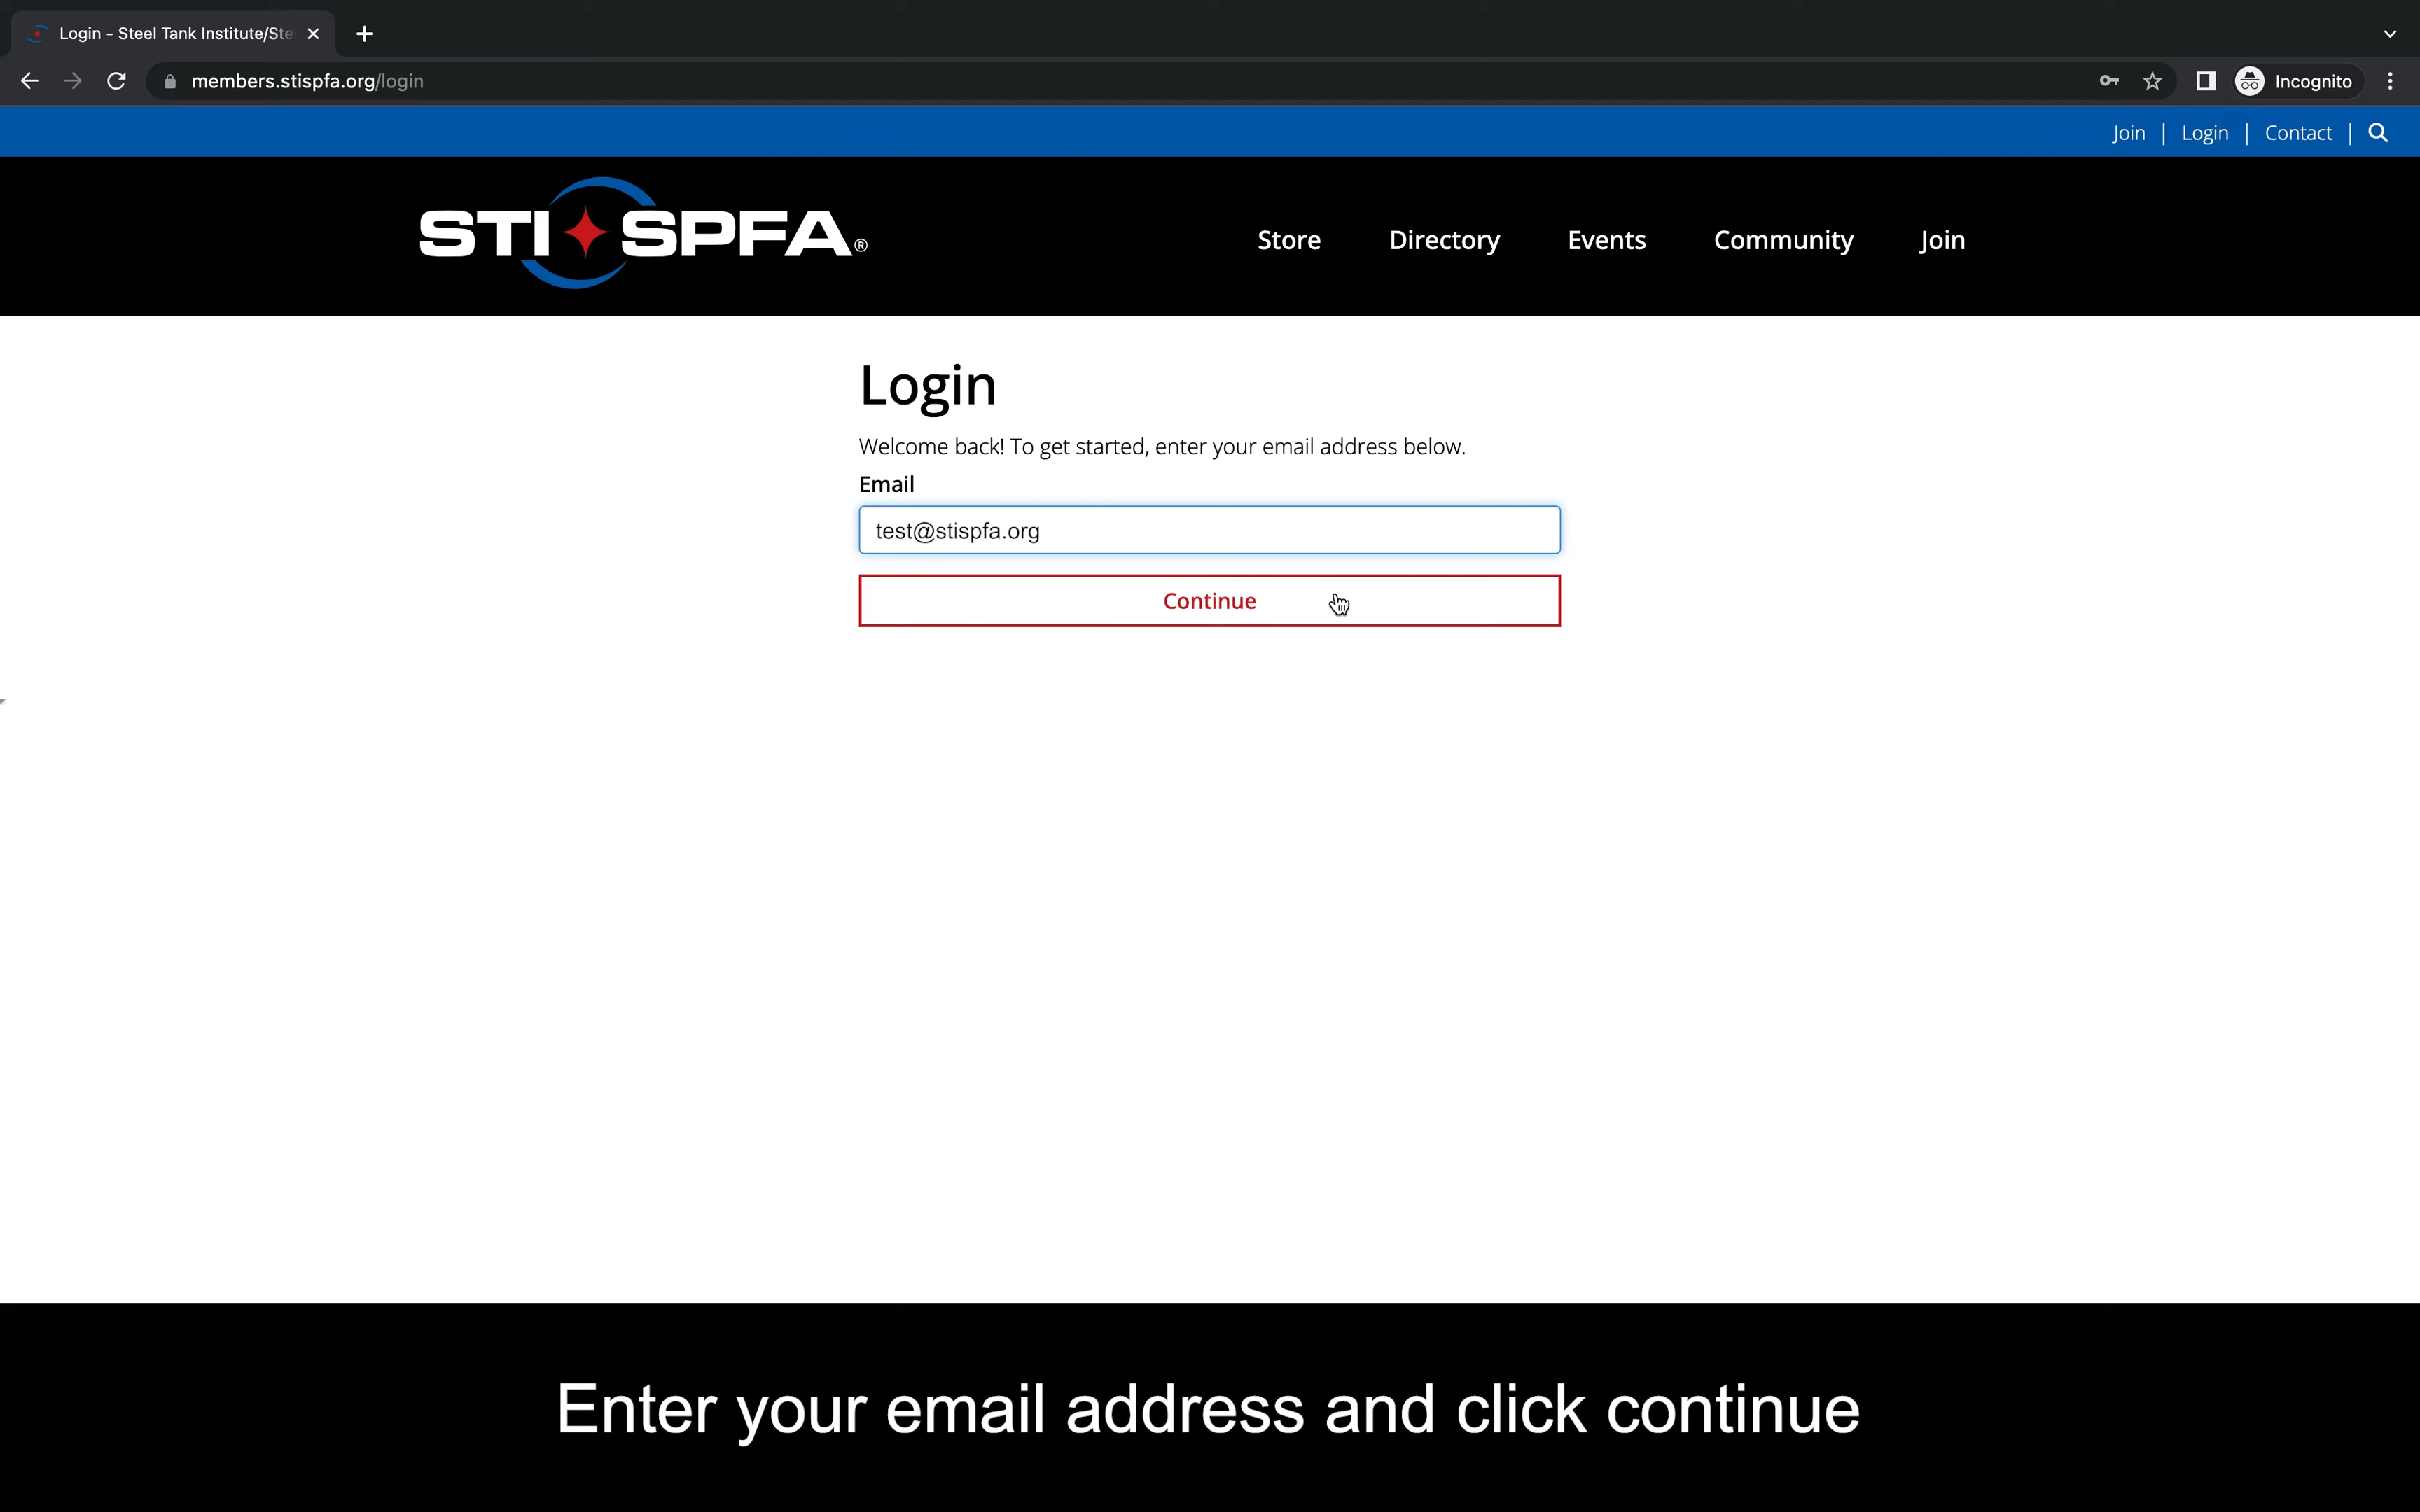 Login - Steel Tank Institute/Ste
members.stispfa.org/login
Incognito
Join | Login | Contact |
STI SPFA®
Store Directory Events Community Join
Login
Welcome back! To get started, enter your email address below.
Email
test@stispfa.org
Continue
Enter your email address and click continue